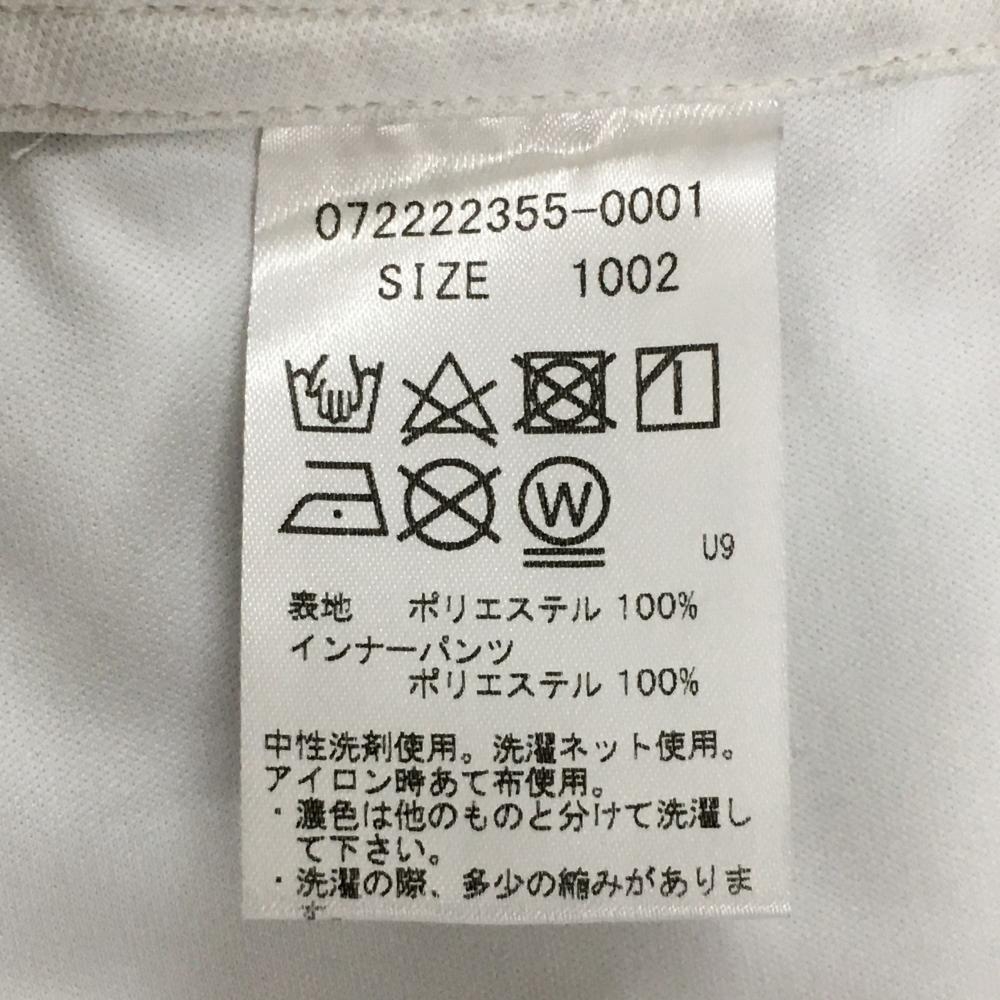 072222355-0001
SIZE 1002
W
U9
表地 ポリエステル 100%
インナーパンツ
ポリエステル 100%
中性洗剤使用。洗濯ネット使用。
アイロン時あて布使用。
・濃色は他のものと分けて洗濯し
て下さい。
・洗濯の際、多少の縮みがありま
す。